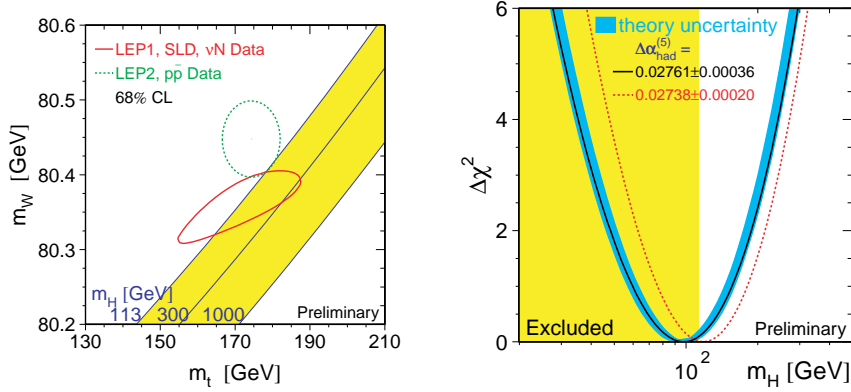 80.6
80.5
80.4
80.3
80.2
m_W [GeV]
LEP1, SLD, νN Data
LEP2, pp̄ Data
68% CL
m_H [GeV]
113 300 1000
Preliminary
130 150 170 190 210
m_t [GeV]
6
4
2
0
Δχ²
theory uncertainty
Δα_had^(5) =
0.02761±0.00036
0.02738±0.00020
Excluded
Preliminary
10²
m_H [GeV]